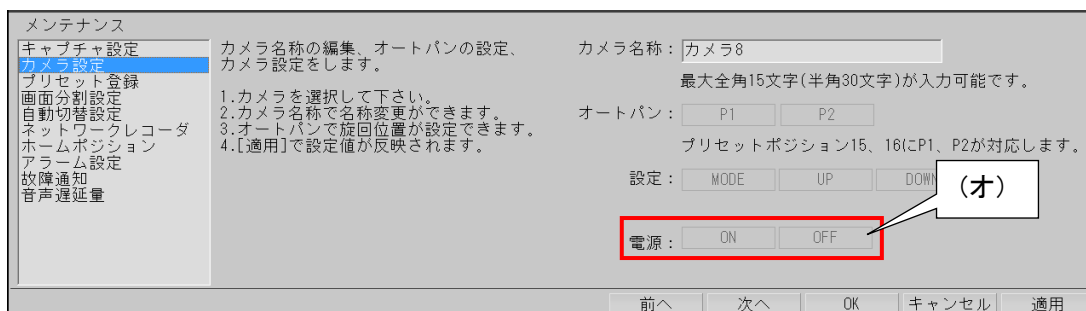 メンテナンス
キャプチャ設定
カメラ設定
プリセット登録
画面分割設定
自動切替設定
ネットワークレコーダ
ホームポジション
アラーム設定
故障通知
音声遅延量
カメラ名称の編集、オートパンの設定、
カメラ設定をします。
1.カメラを選択して下さい。
2.カメラ名称で名称変更ができます。
3.オートパンで旋回位置が設定できます。
4.[適用]で設定値が反映されます。
カメラ名称： カメラ8
最大全角15文字(半角30文字)が入力可能です。
オートパン： P1 P2
プリセットポジション15、16にP1、P2が対応します。
設定： MODE UP DOWN
（オ）
電源： ON OFF
前へ 次へ OK キャンセル 適用